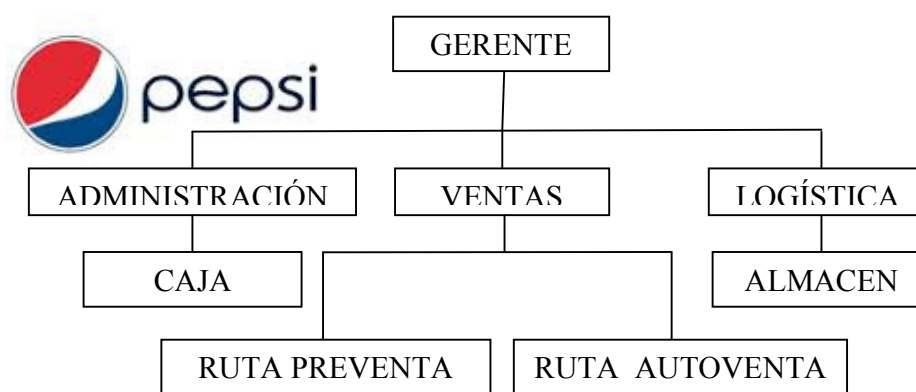 GERENTE
pepsi
ADMINISTRACIÓN
VENTAS
LOGÍSTICA
CAJA
ALMACEN
RUTA PREVENTA
RUTA AUTOVENTA